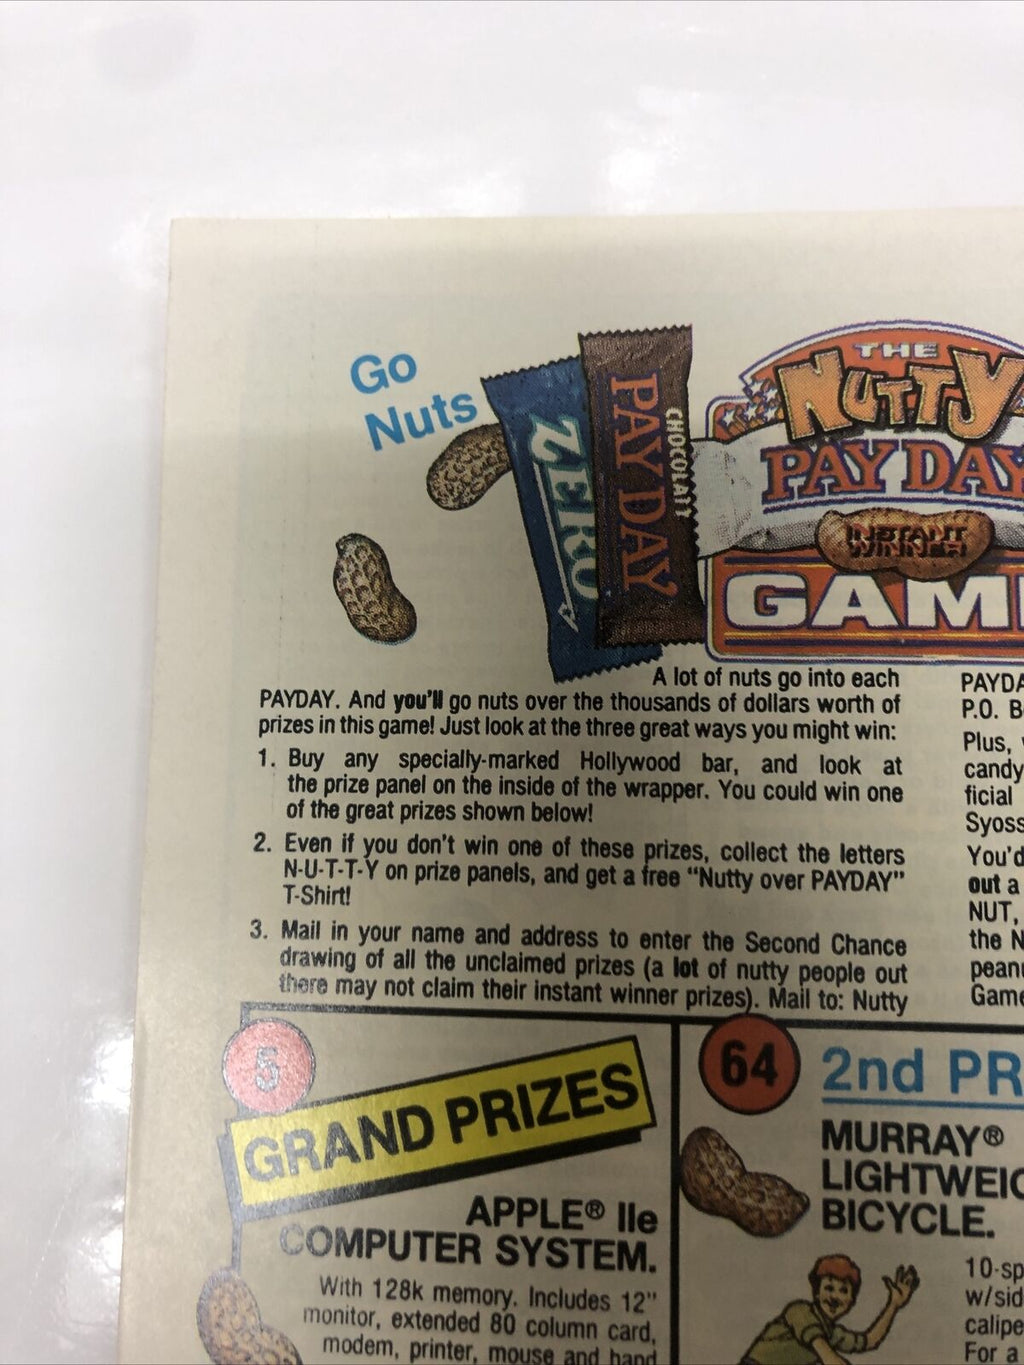 Go
Nuts
ZERO
PAYDAY
CHOCOLATY
THE
NUTTY
PAY DAY
INSTANT
WINNER
GAM
A lot of nuts go into each
PAYDAY. And you'll go nuts over the thousands of dollars worth of
prizes in this game! Just look at the three great ways you might win:
1. Buy any specially-marked Hollywood bar, and look at
the prize panel on the inside of the wrapper. You could win one
of the great prizes shown below!
2. Even if you don't win one of these prizes, collect the letters
N-U-T-T-Y on prize panels, and get a free "Nutty over PAYDAY"
T-Shirt!
3. Mail in your name and address to enter the Second Chance
drawing of all the unclaimed prizes (a lot of nutty people out
there may not claim their instant winner prizes). Mail to: Nutty
PAYDA
P.O. B
Plus,
candy
ficial
Syoss
You'd
out a
NUT,
the N
peanu
Game
5
GRAND PRIZES
APPLE® IIe
COMPUTER SYSTEM.
With 128k memory. Includes 12"
monitor, extended 80 column card,
modem, printer, mouse and hand
64
2nd PR
MURRAY®
LIGHTWEIG
BICYCLE.
10-sp
w/sid
calipe
For a